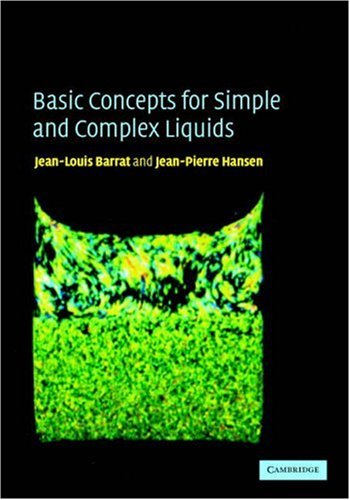 Basic Concepts for Simple
and Complex Liquids
Jean-Louis Barrat and Jean-Pierre Hansen
CAMBRIDGE